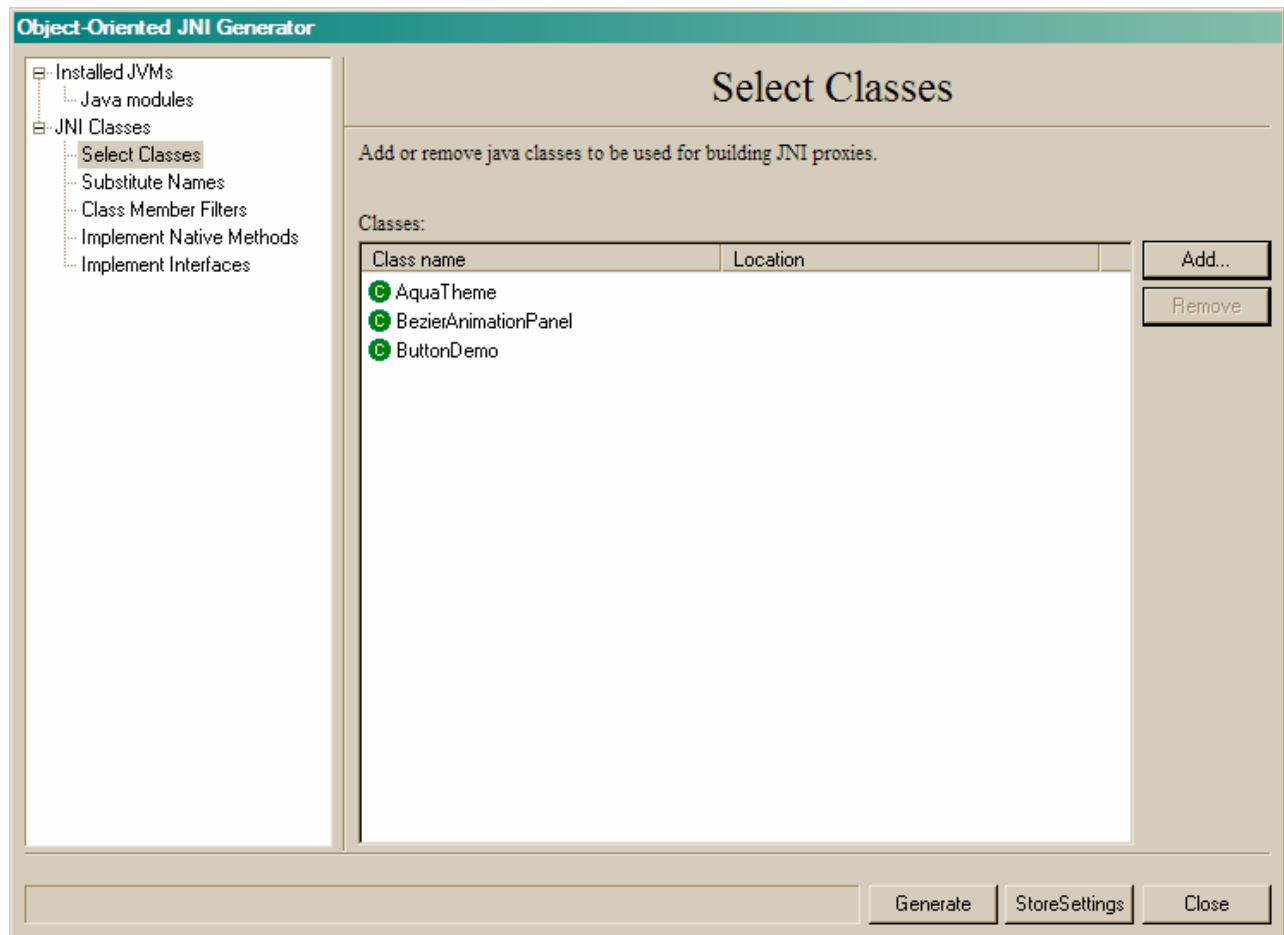 Object-Oriented JNI Generator
Installed JVMs
Java modules
JNI Classes
Select Classes
Substitute Names
Class Member Filters
Implement Native Methods
Implement Interfaces
Select Classes
Add or remove java classes to be used for building JNI proxies.
Classes:
Class name Location
C AquaTheme
C BezierAnimationPanel
C ButtonDemo
Add...
Remove
Generate StoreSettings Close